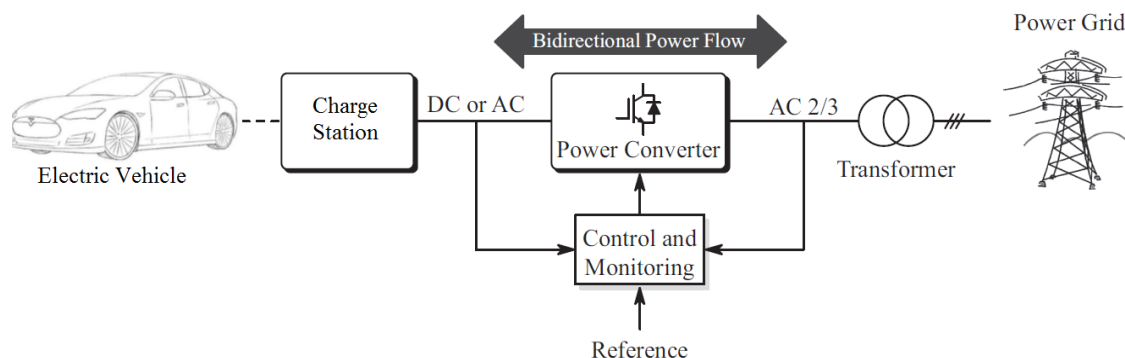 Power Grid
Bidirectional Power Flow
Charge
Station
DC or AC
Power Converter
AC 2/3
Transformer
Electric Vehicle
Control and
Monitoring
Reference